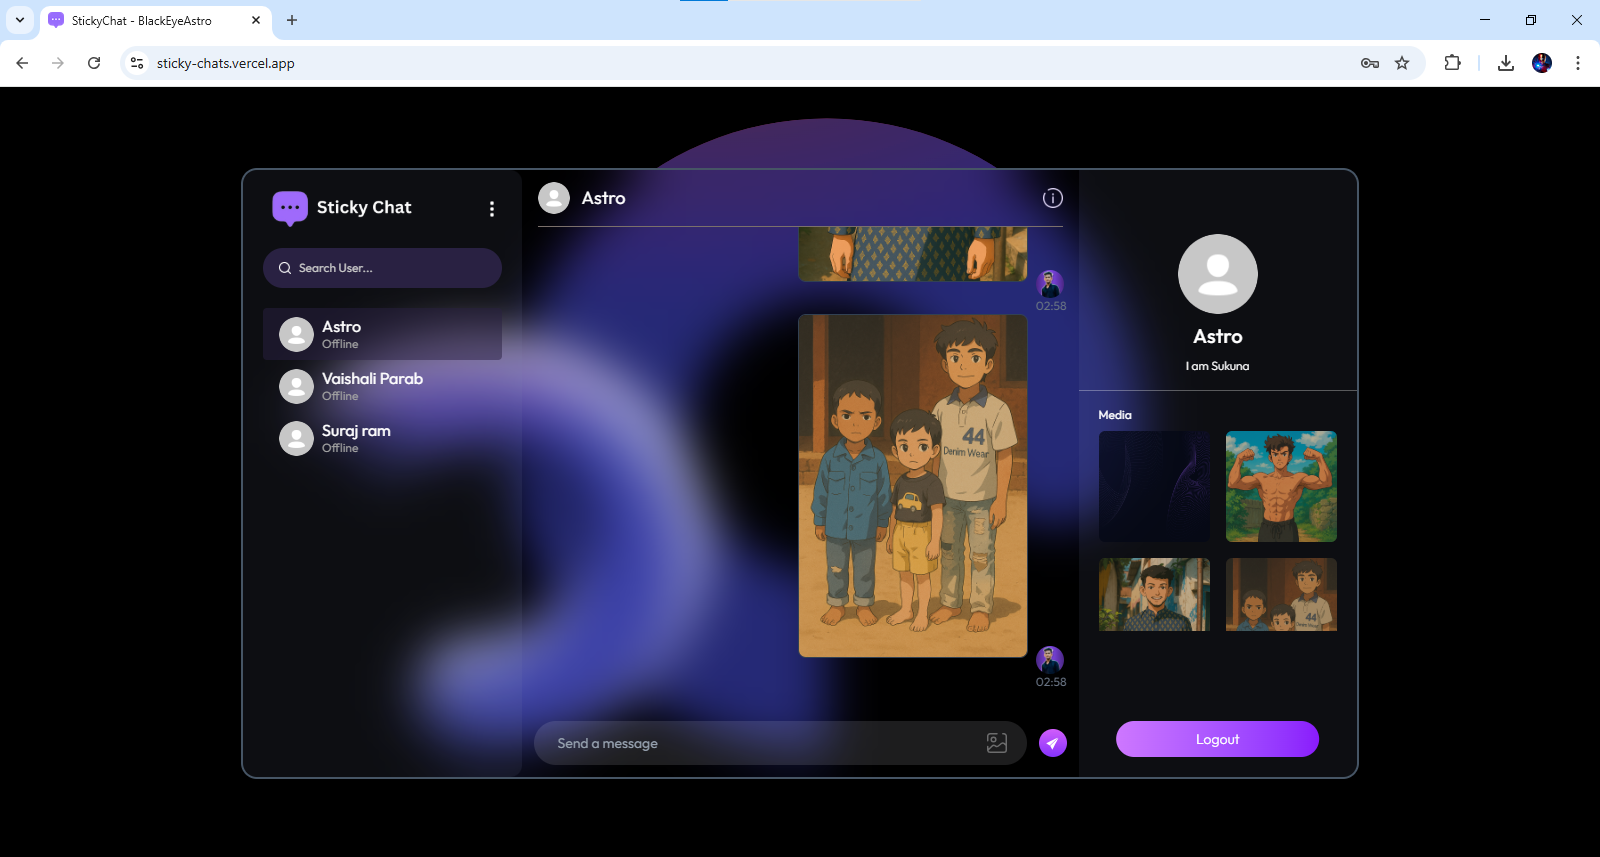 StickyChat - BlackEyeAstro
sticky-chats.vercel.app
Sticky Chat
Search User...
Astro
Offline
Vaishali Parab
Offline
Suraj ram
Offline
Astro
02:58
44
Denim Wear
02:58
Send a message
Astro
I am Sukuna
Media
44
Logout